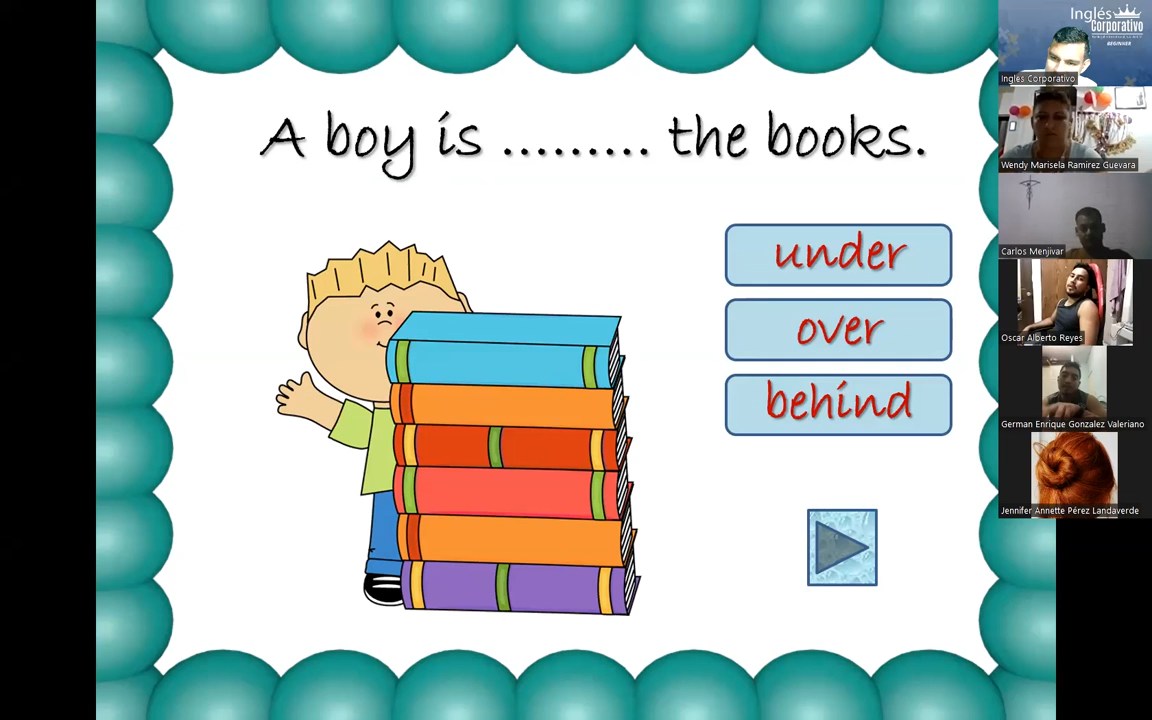 A boy is ......... the books.
under
over
behind
Inglés
Corporativo
BEGINNER
Inglés Corporativo
Wendy Marisela Ramirez Guevara
Carlos Menjivar
Oscar Alberto Reyes
German Enrique Gonzalez Valeriano
Jennifer Annette Pérez Landaverde